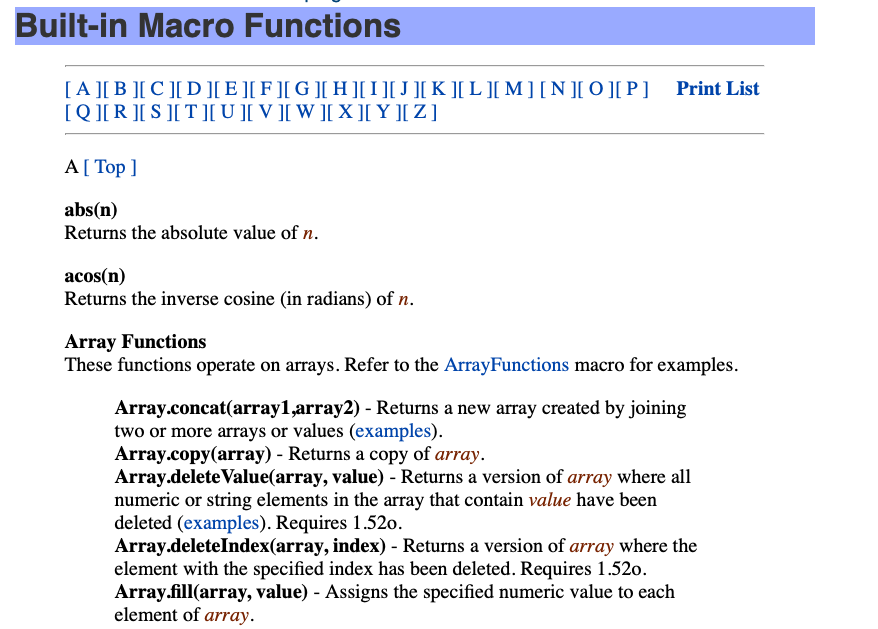 Built-in Macro Functions
[ A ][ B ][ C ][ D ][ E ][ F ][ G ][ H ][ I ][ J ][ K ][ L ][ M ] [ N ][ O ][ P ] Print List
[ Q ][ R ][ S ][ T ][ U ][ V ][ W ][ X ][ Y ][ Z ]
A [ Top ]
abs(n)
Returns the absolute value of n.
acos(n)
Returns the inverse cosine (in radians) of n.
Array Functions
These functions operate on arrays. Refer to the ArrayFunctions macro for examples.
Array.concat(array1,array2) - Returns a new array created by joining
two or more arrays or values (examples).
Array.copy(array) - Returns a copy of array.
Array.deleteValue(array, value) - Returns a version of array where all
numeric or string elements in the array that contain value have been
deleted (examples). Requires 1.52o.
Array.deleteIndex(array, index) - Returns a version of array where the
element with the specified index has been deleted. Requires 1.52o.
Array.fill(array, value) - Assigns the specified numeric value to each
element of array.